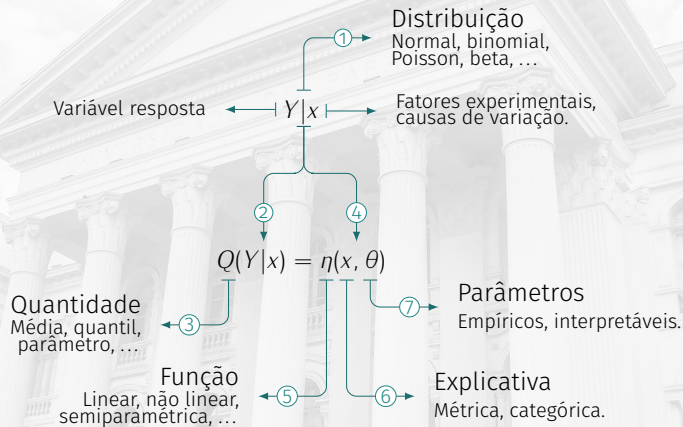 Distribuição
Normal, binomial,
Poisson, beta, …
1
Variável resposta
Y|x
Fatores experimentais,
causas de variação.
2
4
Q(Y|x) = η(x, θ)
Quantidade
Média, quantil,
parâmetro, …
3
7
Parâmetros
Empíricos, interpretáveis.
Função
Linear, não linear,
semiparamétrica, …
5
6
Explicativa
Métrica, categórica.